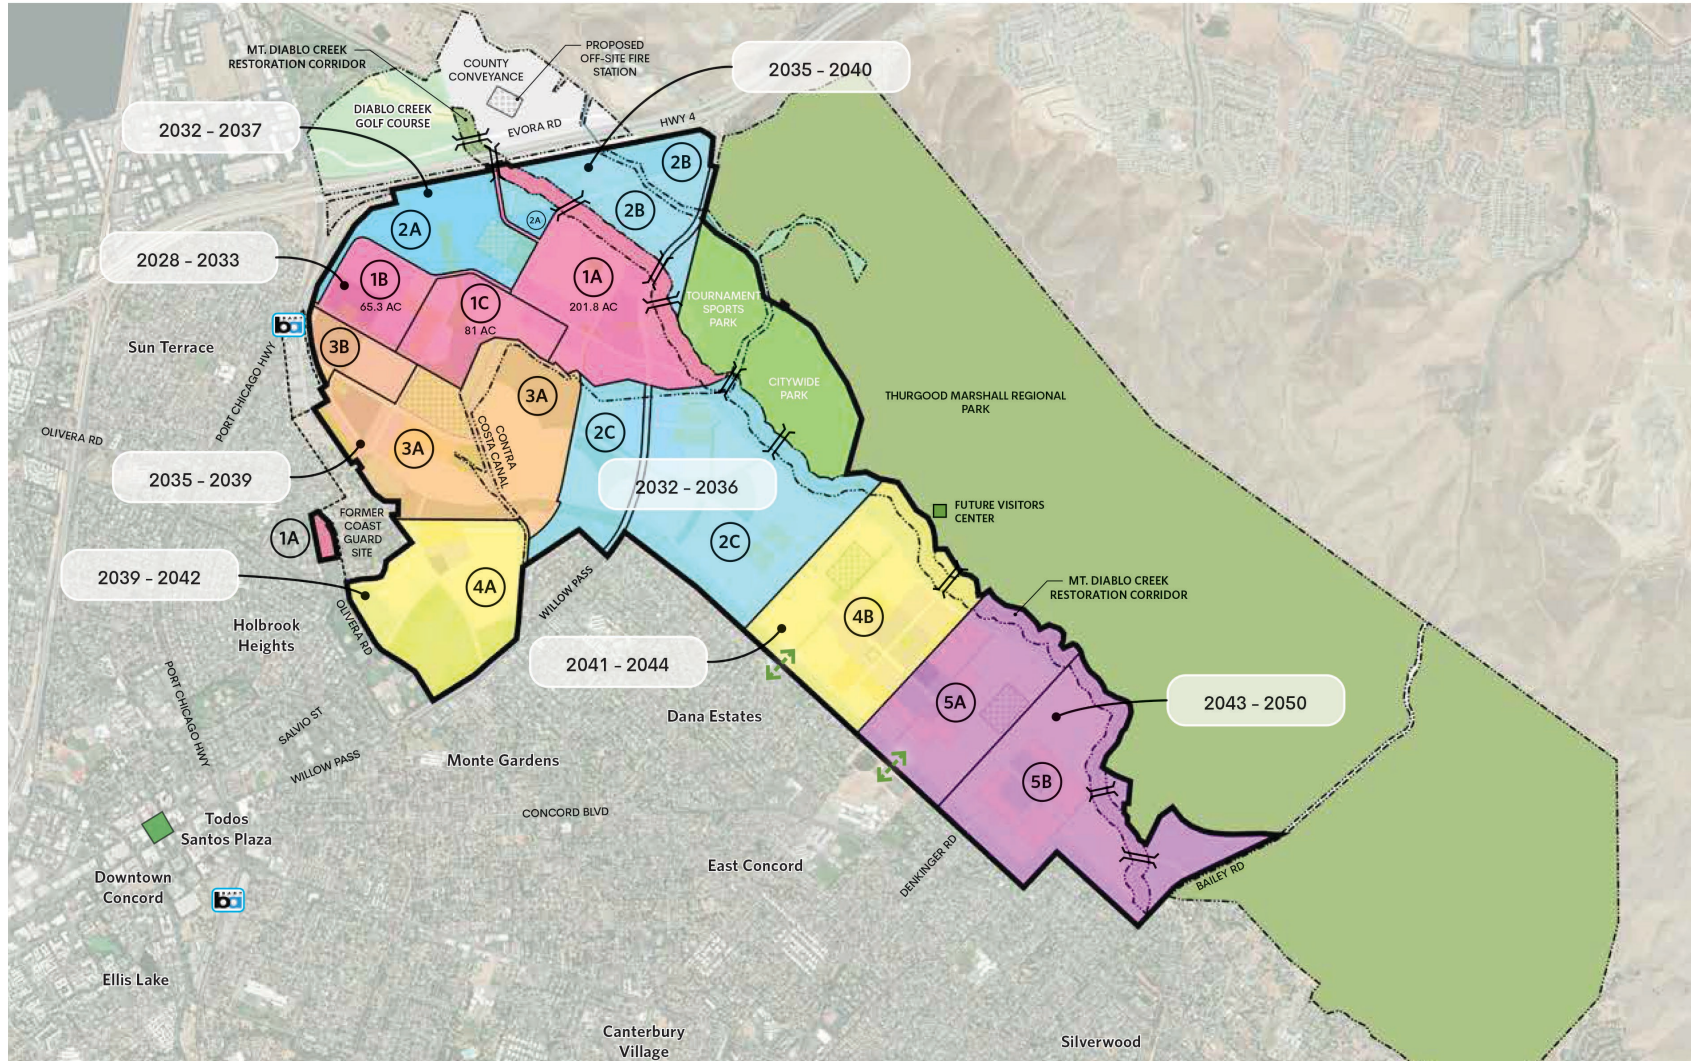 MT. DIABLO CREEK
RESTORATION CORRIDOR
PROPOSED
OFF-SITE FIRE
STATION
COUNTY
CONVEYANCE
2035 - 2040
DIABLO CREEK
GOLF COURSE
EVORA RD
HWY 4
2032 - 2037
2B
2B
2A
2A
2028 - 2033
1B
65.3 AC
1C
81 AC
1A
201.8 AC
TOURNAMENT
SPORTS
PARK
Sun Terrace
PORT CHICAGO HWY
3B
3A
CITYWIDE
PARK
THURGOOD MARSHALL REGIONAL
PARK
OLIVERA RD
3A
CONTRA
COSTA CANAL
2C
2035 - 2039
2032 - 2036
FUTURE VISITORS
CENTER
1A
FORMER
COAST
GUARD
SITE
2C
2039 - 2042
4A
WILLOW PASS
MT. DIABLO CREEK
RESTORATION CORRIDOR
OLIVERA RD
Holbrook
Heights
4B
2041 - 2044
5A
2043 - 2050
PORT CHICAGO HWY
SALVIO ST
WILLOW PASS
Dana Estates
Monte Gardens
5B
CONCORD BLVD
Todos
Santos Plaza
East Concord
DENKINGER RD
BAILEY RD
Downtown
Concord
ba
ba
Ellis Lake
Canterbury
Village
Silverwood